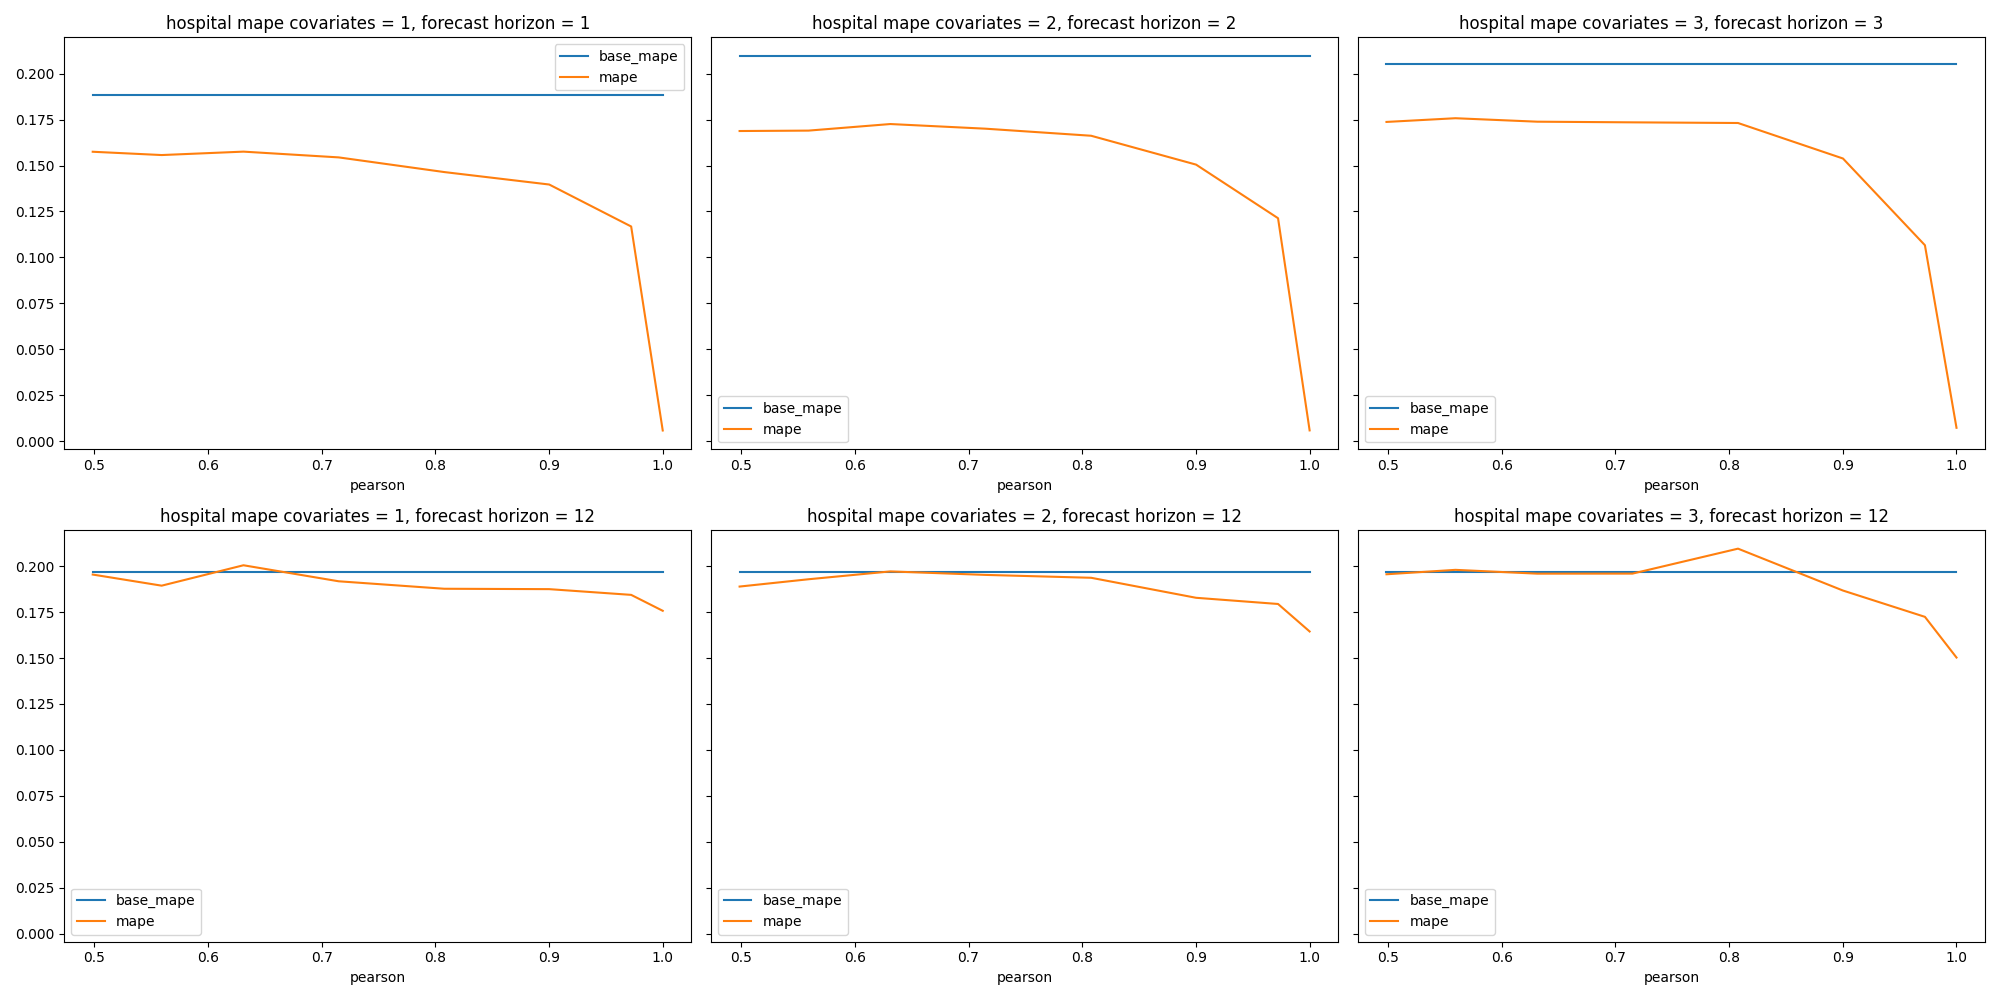 hospital mape covariates = 1, forecast horizon = 1
base_mape
mape
0.200
0.175
0.150
0.125
0.100
0.075
0.050
0.025
0.000
0.5 0.6 0.7 0.8 0.9 1.0
pearson
hospital mape covariates = 2, forecast horizon = 2
base_mape
mape
0.5 0.6 0.7 0.8 0.9 1.0
pearson
hospital mape covariates = 3, forecast horizon = 3
base_mape
mape
0.5 0.6 0.7 0.8 0.9 1.0
pearson
hospital mape covariates = 1, forecast horizon = 12
0.200
0.175
0.150
0.125
0.100
0.075
0.050
0.025
0.000
base_mape
mape
0.5 0.6 0.7 0.8 0.9 1.0
pearson
hospital mape covariates = 2, forecast horizon = 12
base_mape
mape
0.5 0.6 0.7 0.8 0.9 1.0
pearson
hospital mape covariates = 3, forecast horizon = 12
base_mape
mape
0.5 0.6 0.7 0.8 0.9 1.0
pearson